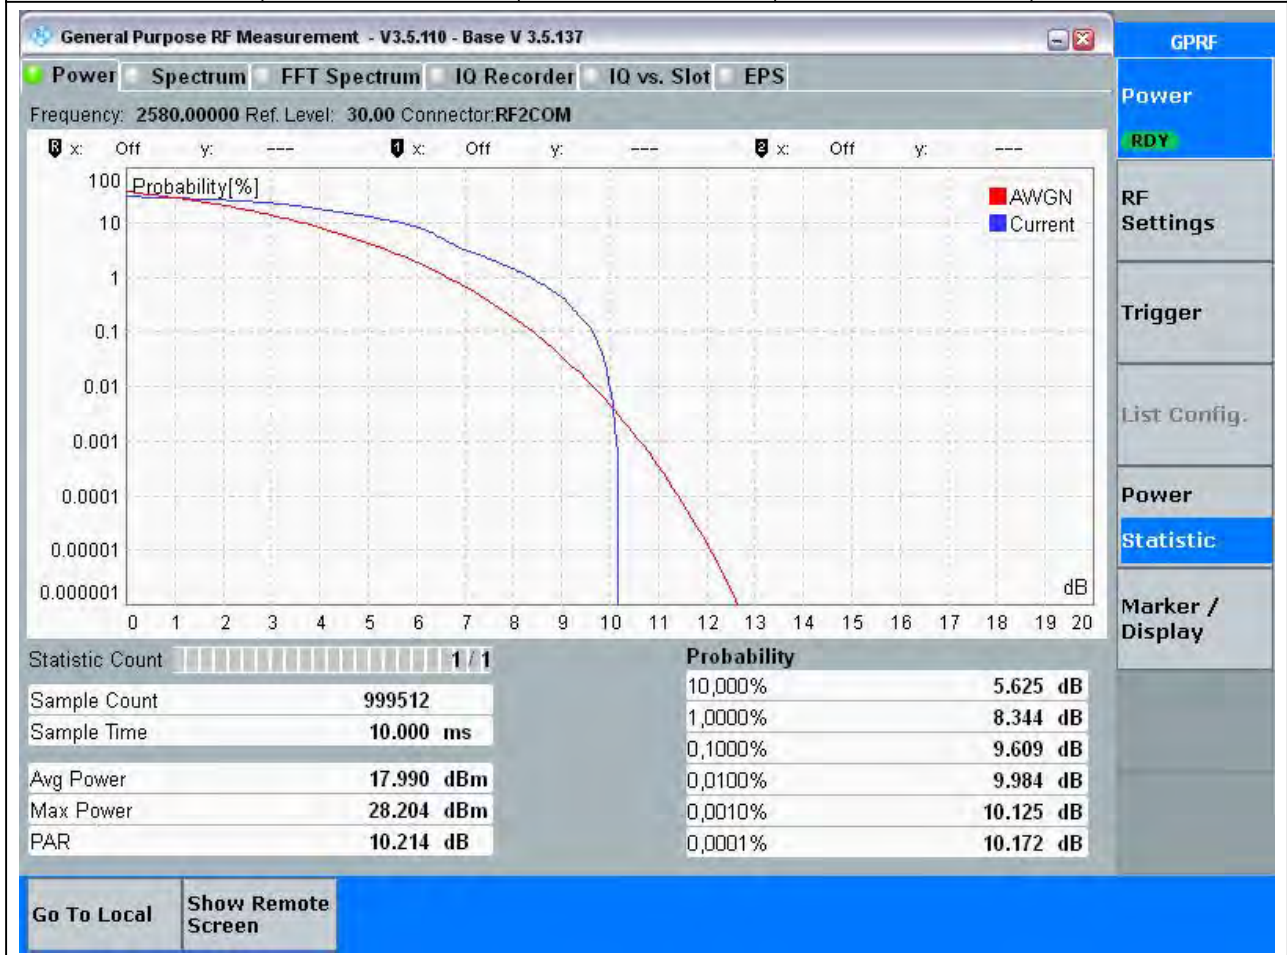 General Purpose RF Measurement - V3.5.110 - Base V 3.5.137
GPRF
Power Spectrum FFT Spectrum IQ Recorder IQ vs. Slot EPS
Frequency: 2580.00000 Ref. Level: 30.00 Connector:RF2COM
R x: Off y: --- 1 x: Off y: --- 2 x: Off y: ---
Probability[%]
AWGN
Current
100
10
1
0.1
0.01
0.001
0.0001
0.00001
0.000001
dB
0 1 2 3 4 5 6 7 8 9 10 11 12 13 14 15 16 17 18 19 20
Statistic Count 1 / 1
Sample Count 999512
Sample Time 10.000 ms
Avg Power 17.990 dBm
Max Power 28.204 dBm
PAR 10.214 dB
Probability
10,000% 5.625 dB
1,0000% 8.344 dB
0,1000% 9.609 dB
0,0100% 9.984 dB
0,0010% 10.125 dB
0,0001% 10.172 dB
Power
RDY
RF
Settings
Trigger
List Config.
Power
Statistic
Marker /
Display
Go To Local
Show Remote
Screen